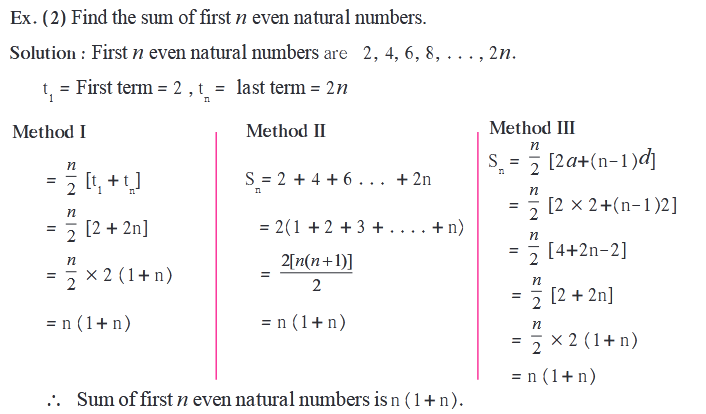 Ex. (2) Find the sum of first n even natural numbers.
Solution : First n even natural numbers are 2, 4, 6, 8, . . . , 2n.
t₁ = First term = 2 , tₙ = last term = 2n
Method I
= n/2 [t₁ + tₙ]
= n/2 [2 + 2n]
= n/2 × 2 (1+ n)
= n (1+ n)
Method II
Sₙ= 2 + 4 + 6 . . . + 2n
= 2(1 + 2 + 3 + . . . . + n)
= 2[n(n+1)]/2
= n (1+ n)
Method III
Sₙ = n/2 [2a+(n-1)d]
= n/2 [2 × 2+(n-1)2]
= n/2 [4+2n-2]
= n/2 [2 + 2n]
= n/2 × 2 (1+ n)
= n (1+ n)
∴ Sum of first n even natural numbers is n (1+ n).